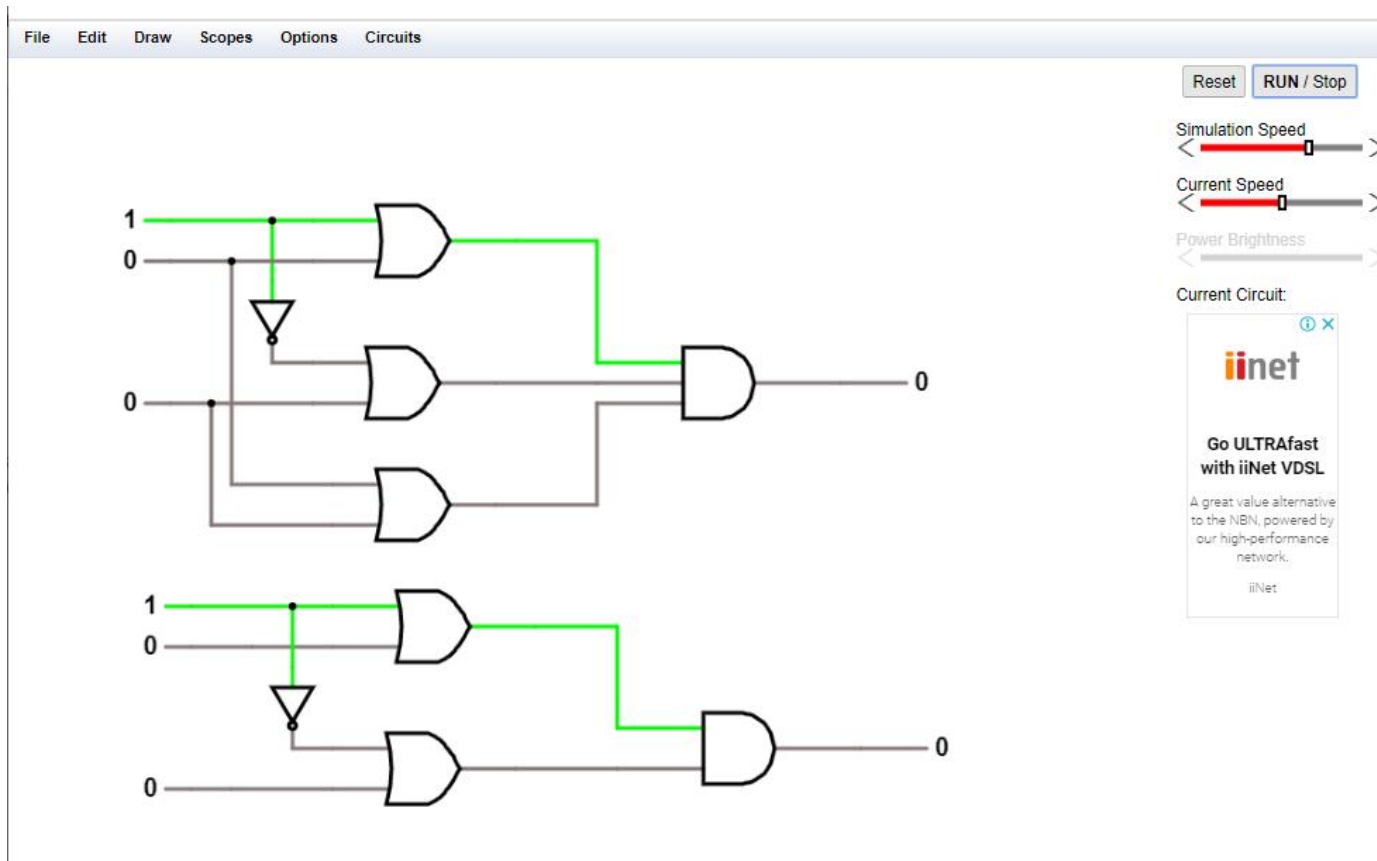 File Edit Draw Scopes Options Circuits
Reset RUN / Stop
Simulation Speed
Current Speed
Power Brightness
Current Circuit:
iinet
Go ULTRAfast
with iiNet VDSL
A great value alternative
to the NBN, powered by
our high-performance
network.
iiNet
1
0
0
0
1
0
0
0